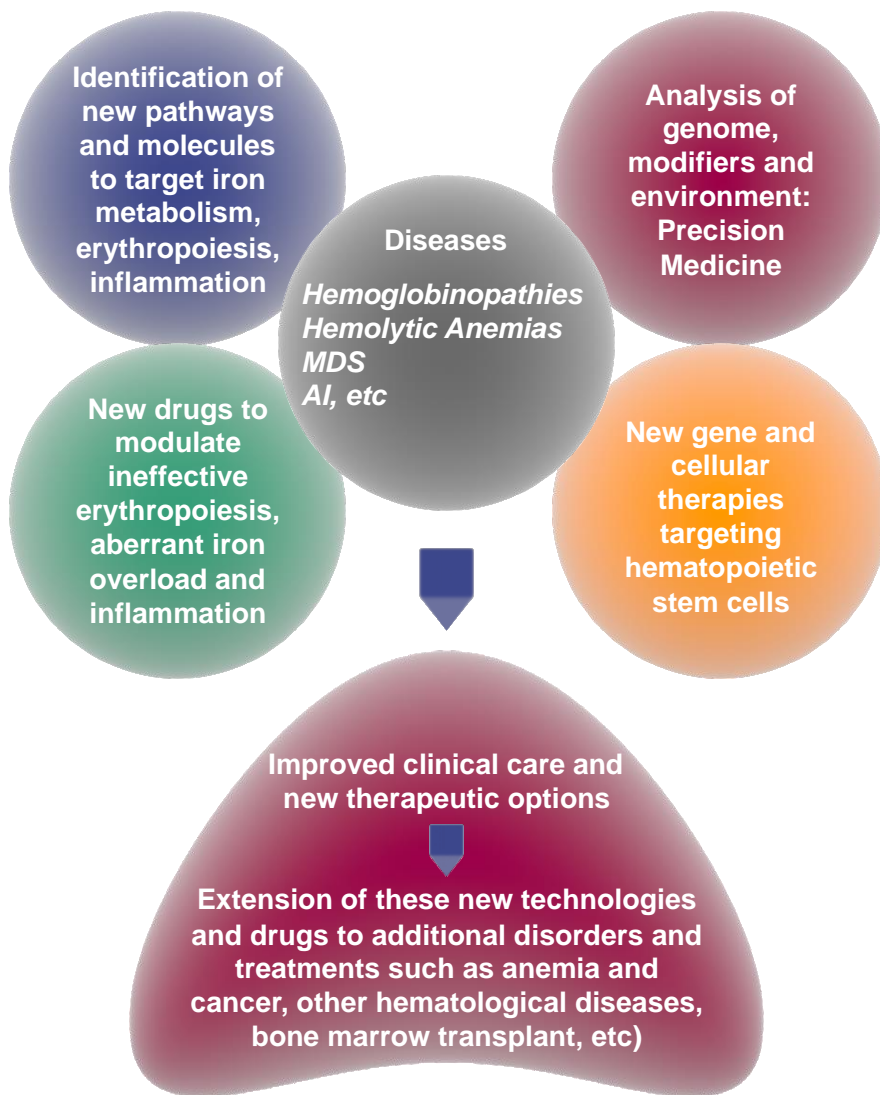 Identification of
new pathways
and molecules
to target iron
metabolism,
erythropoiesis,
inflammation
Analysis of
genome,
modifiers and
environment:
Precision
Medicine
Diseases
Hemoglobinopathies
Hemolytic Anemias
MDS
AI, etc
New drugs to
modulate
ineffective
erythropoiesis,
aberrant iron
overload and
inflammation
New gene and
cellular
therapies
targeting
hematopoietic
stem cells
Improved clinical care and
new therapeutic options
Extension of these new technologies
and drugs to additional disorders and
treatments such as anemia and
cancer, other hematological diseases,
bone marrow transplant, etc)